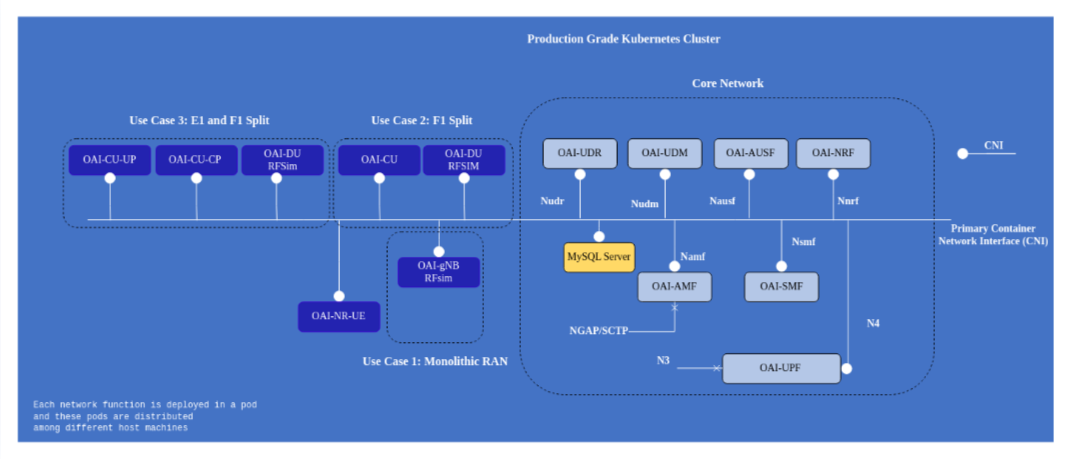 Production Grade Kubernetes Cluster
Core Network
Use Case 3: E1 and F1 Split
Use Case 2: F1 Split
OAI-CU-UP
OAI-CU-CP
OAI-DU
RFSim
OAI-CU
OAI-DU
RFSIM
OAI-UDR
OAI-UDM
OAI-AUSF
OAI-NRF
CNI
Nudr
Nudm
Nausf
Nnrf
Primary Container
Network Interface (CNI)
MySQL Server
Namf
Nsmf
OAI-gNB
RFsim
OAI-AMF
OAI-SMF
OAI-NR-UE
NGAP/SCTP
N4
Use Case 1: Monolithic RAN
N3
OAI-UPF
Each network function is deployed in a pod
and these pods are distributed
among different host machines